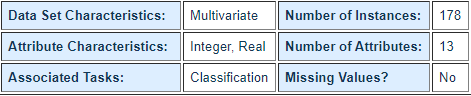 Data Set Characteristics: Multivariate Number of Instances: 178
Attribute Characteristics: Integer, Real Number of Attributes: 13
Associated Tasks: Classification Missing Values? No